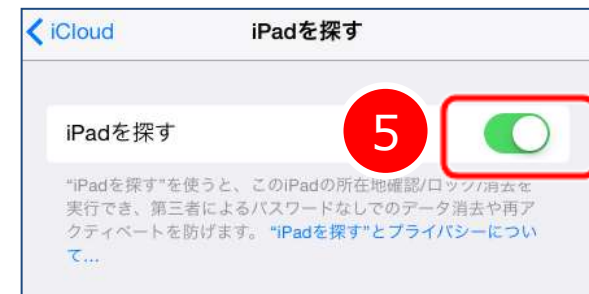 iCloud iPadを探す
iPadを探す 5
“iPadを探す”を使うと、このiPadの所在地確認/ロック/消去を
実行でき、第三者によるパスワードなしでのデータ消去や再ア
クティベートを防げます。 “iPadを探す”とプライバシーについ
て...